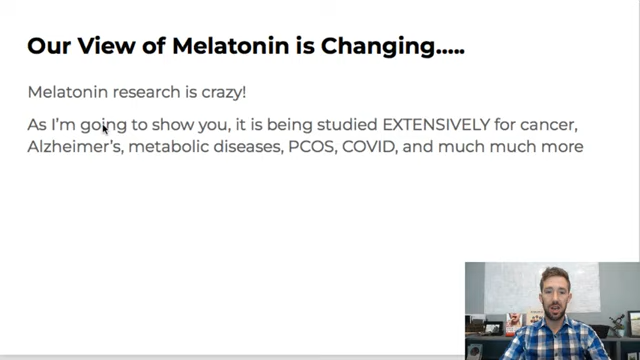 Our View of Melatonin is Changing.....
Melatonin research is crazy!
As I'm going to show you, it is being studied EXTENSIVELY for cancer,
Alzheimer's, metabolic diseases, PCOS, COVID, and much much more